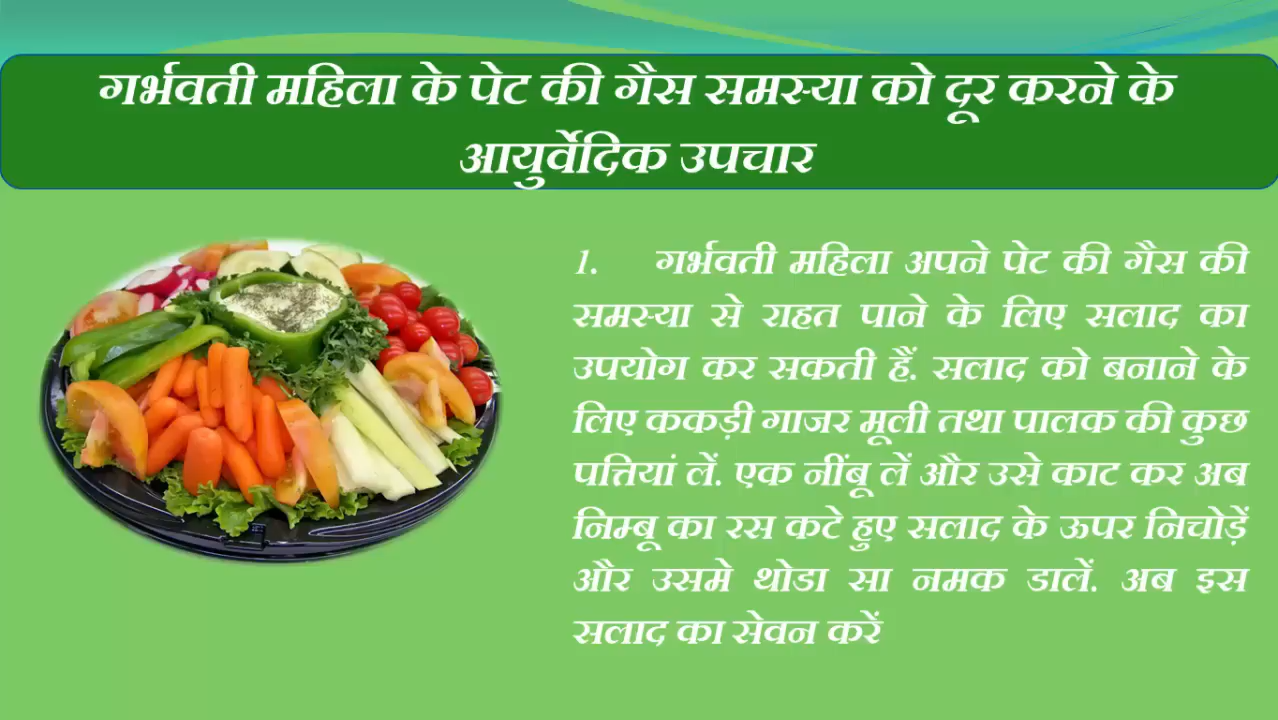 गर्भवती महिला के पेट की गैस समस्या को दूर करने के
आयुर्वेदिक उपचार
1. गर्भवती महिला अपने पेट की गैस की
समस्या से राहत पाने के लिए सलाद का
उपयोग कर सकती हैं. सलाद को बनाने के
लिए ककड़ी गाजर मूली तथा पालक की कुछ
पत्तियां लें. एक नींबू लें और उसे काट कर अब
निम्बू का रस कटे हुए सलाद के ऊपर निचोड़ें
और उसमे थोडा सा नमक डालें. अब इस
सलाद का सेवन करें